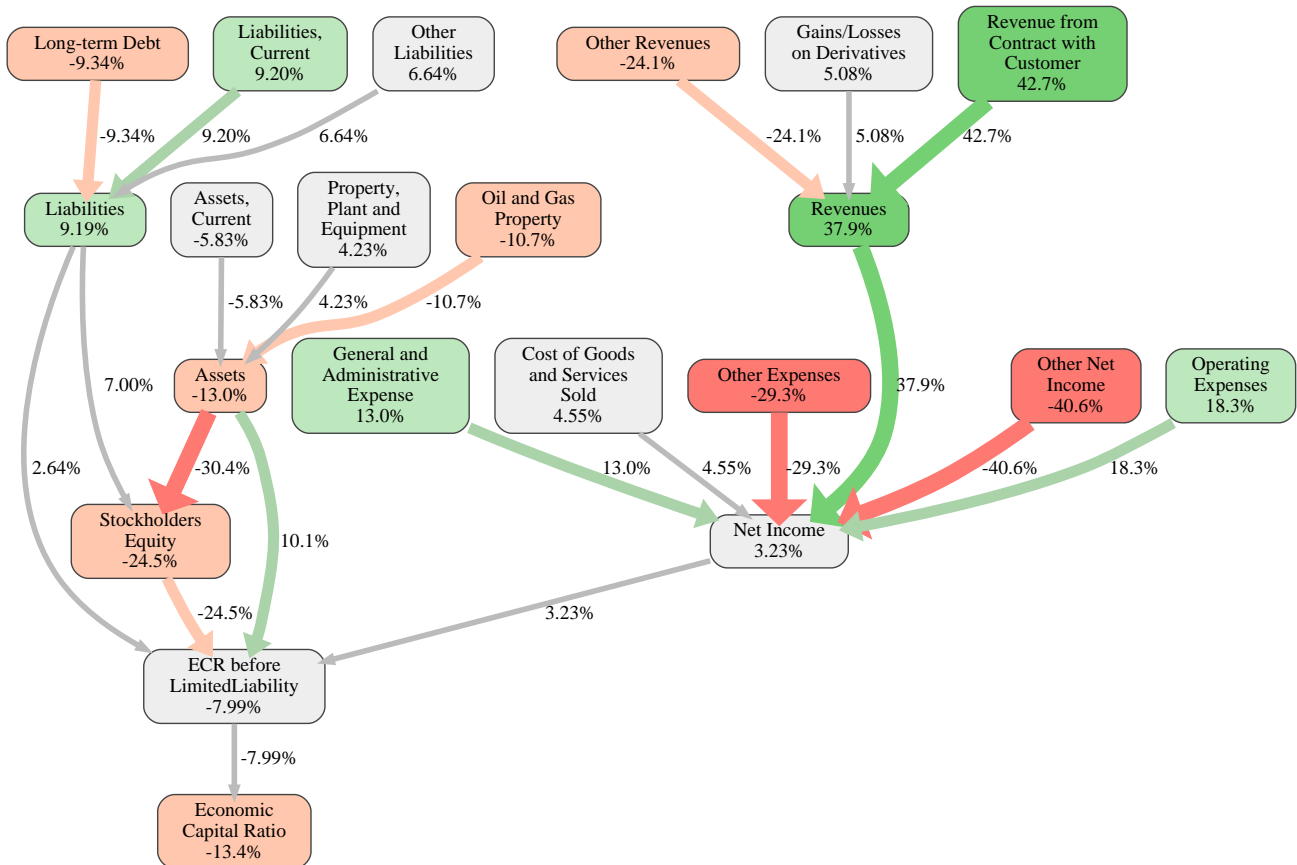 Long-term Debt
-9.34%
Liabilities,
Current
9.20%
Other
Liabilities
6.64%
Other Revenues
-24.1%
Gains/Losses
on Derivatives
5.08%
Revenue from
Contract with
Customer
42.7%
-9.34%
9.20%
6.64%
-24.1%
5.08%
42.7%
Liabilities
9.19%
Assets,
Current
-5.83%
Property,
Plant and
Equipment
4.23%
Oil and Gas
Property
-10.7%
Revenues
37.9%
-5.83%
4.23%
-10.7%
Assets
-13.0%
General and
Administrative
Expense
13.0%
Cost of Goods
and Services
Sold
4.55%
Other Expenses
-29.3%
Other Net
Income
-40.6%
Operating
Expenses
18.3%
7.00%
37.9%
2.64%
-30.4%
13.0%
4.55%
-29.3%
-40.6%
18.3%
Stockholders
Equity
-24.5%
10.1%
Net Income
3.23%
-24.5%
3.23%
ECR before
LimitedLiability
-7.99%
-7.99%
Economic
Capital Ratio
-13.4%